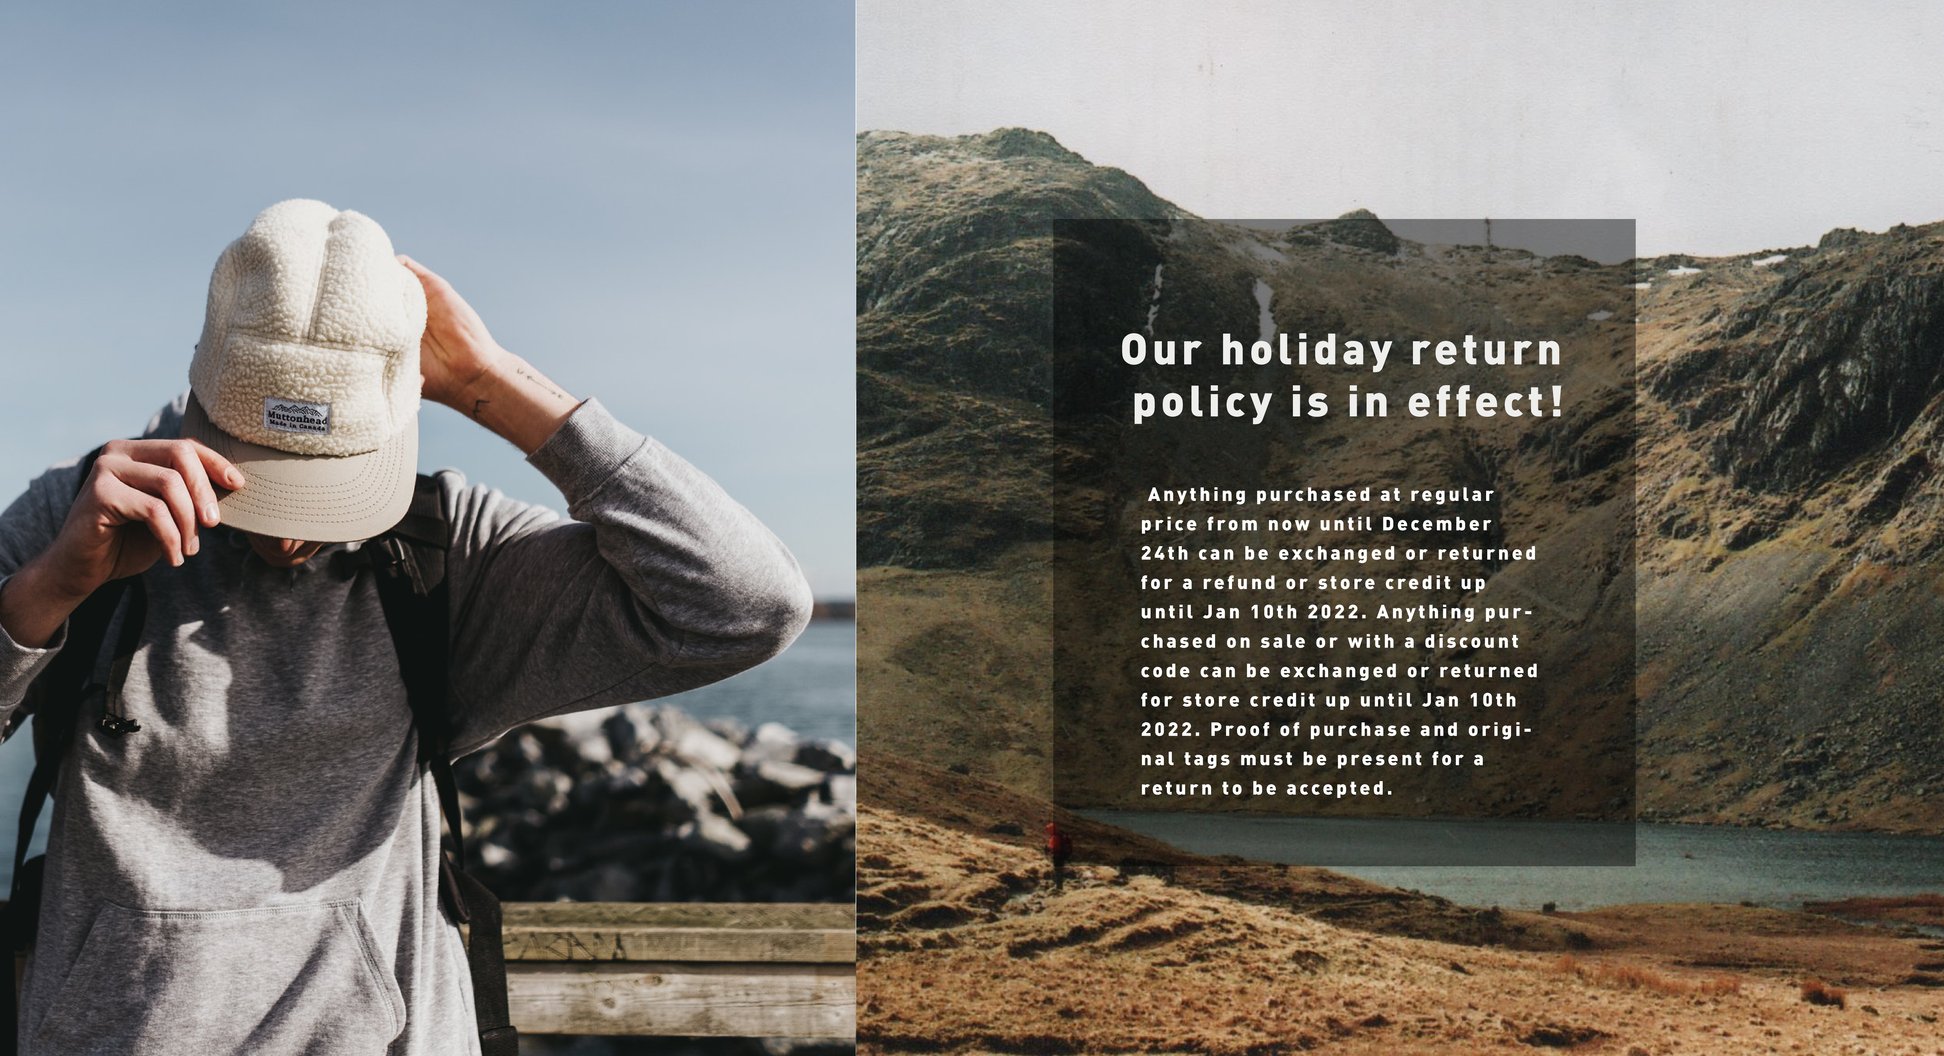 Muttonhead
Made in Canada
Our holiday return
policy is in effect!
Anything purchased at regular
price from now until December
24th can be exchanged or returned
for a refund or store credit up
until Jan 10th 2022. Anything pur-
chased on sale or with a discount
code can be exchanged or returned
for store credit up until Jan 10th
2022. Proof of purchase and origi-
nal tags must be present for a
return to be accepted.